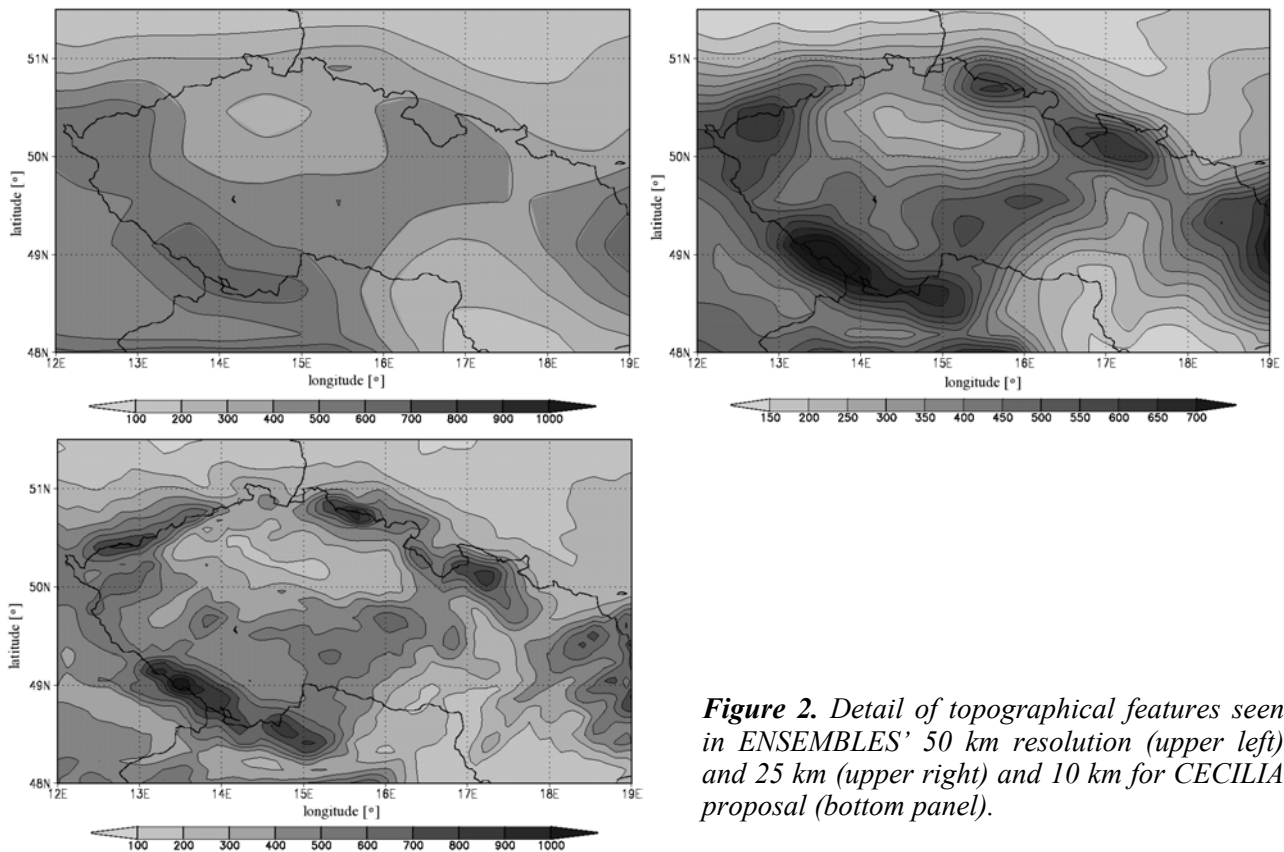 51N
50N
49N
48N
latitude [°]
12E 13E 14E 15E 16E 17E 18E 19E
longitude [°]
100 200 300 400 500 600 700 800 900 1000
51N
50N
49N
48N
latitude [°]
12E 13E 14E 15E 16E 17E 18E 19E
longitude [°]
150 200 250 300 350 400 450 500 550 600 650 700
51N
50N
49N
48N
latitude [°]
12E 13E 14E 15E 16E 17E 18E 19E
longitude [°]
100 200 300 400 500 600 700 800 900 1000
Figure 2. Detail of topographical features seen
in ENSEMBLES’ 50 km resolution (upper left)
and 25 km (upper right) and 10 km for CECILIA
proposal (bottom panel).